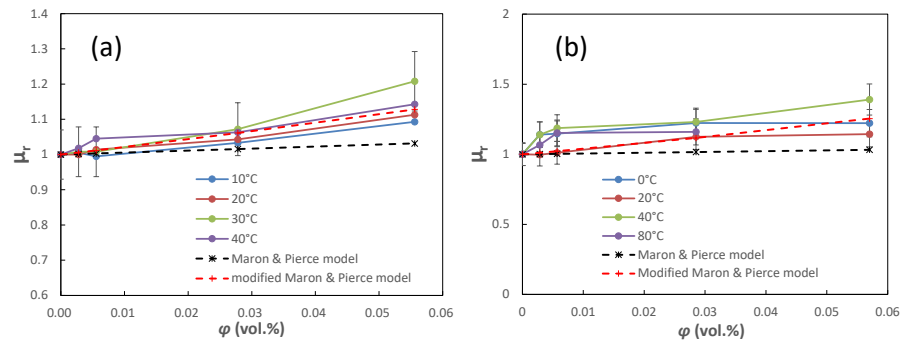 (a)
1.4
1.3
1.2
1.1
1
0.9
0.8
0.7
0.6
μr
10°C
20°C
30°C
40°C
Maron & Pierce model
modified Maron & Pierce model
0.00 0.01 0.02 0.03 0.04 0.05 0.06
φ (vol.%)
(b)
2
1.5
1
0.5
0
μr
0°C
20°C
40°C
80°C
Maron & Pierce model
Modified Maron & Pierce model
0 0.01 0.02 0.03 0.04 0.05 0.06
φ (vol.%)